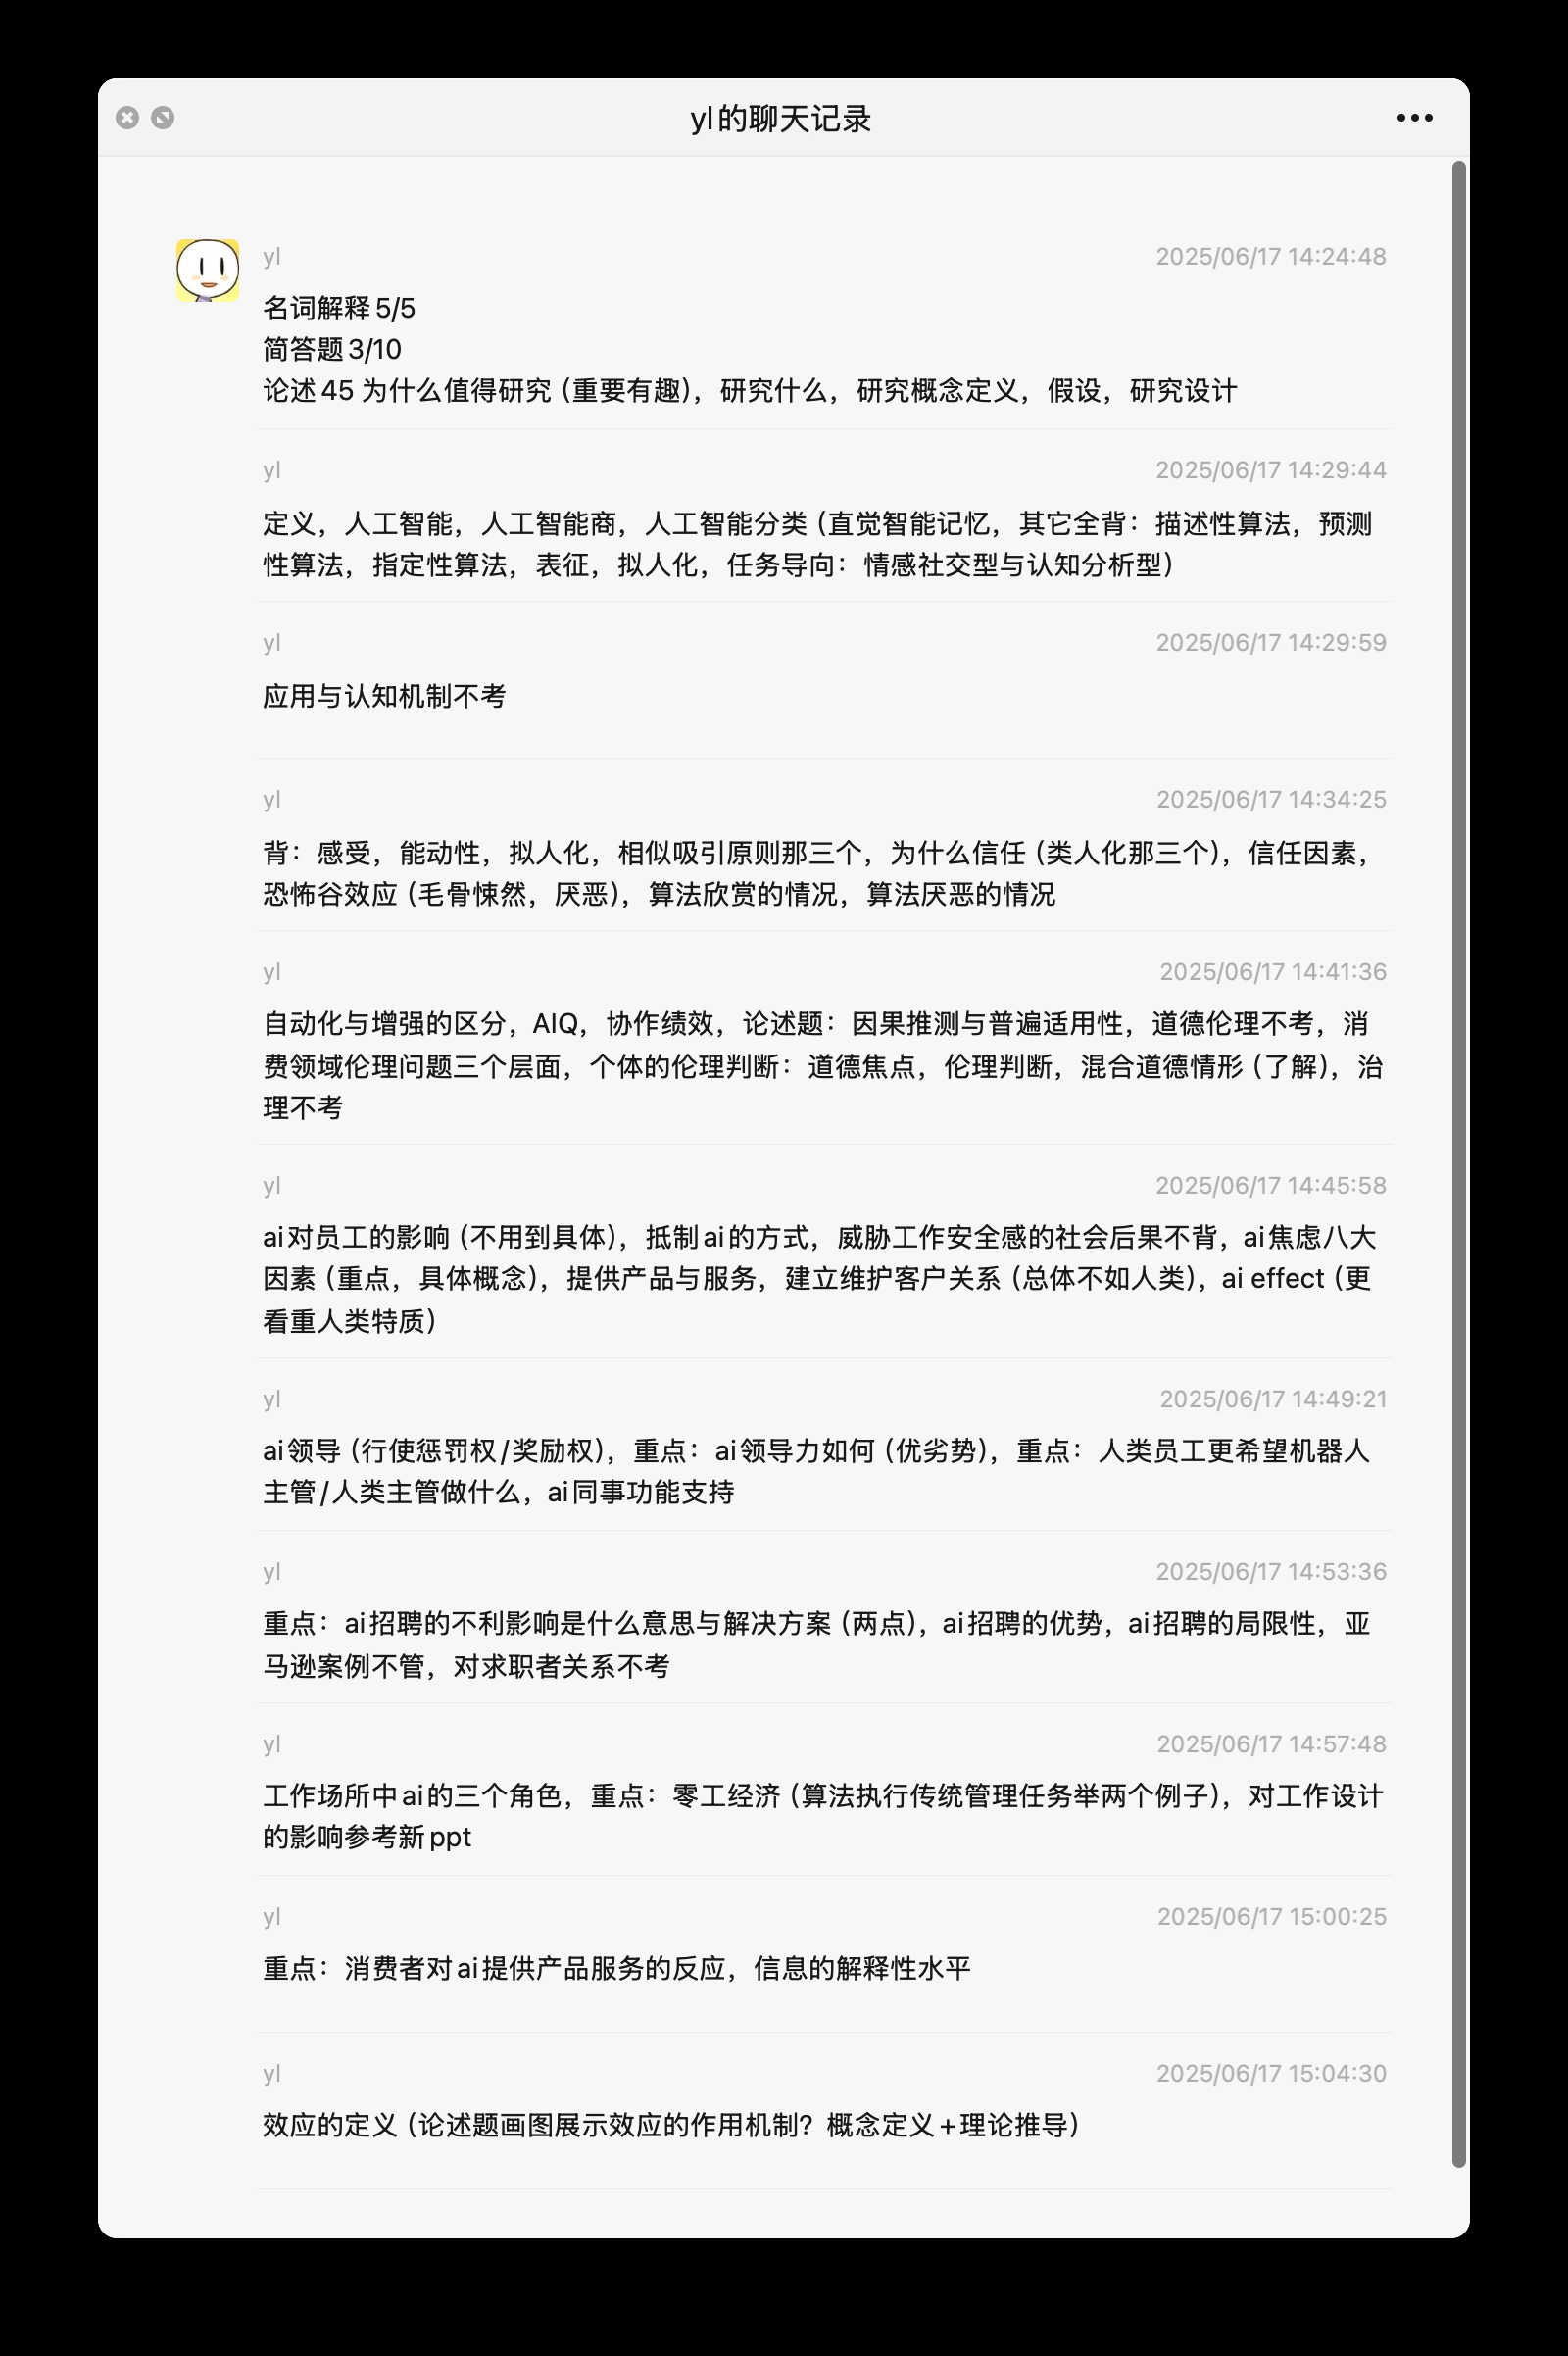 yl的聊天记录
yl 2025/06/17 14:24:48
名词解释5/5
简答题3/10
论述45 为什么值得研究（重要有趣），研究什么，研究概念定义，假设，研究设计
yl 2025/06/17 14:29:44
定义，人工智能，人工智能商，人工智能分类（直觉智能记忆，其它全背：描述性算法，预测
性算法，指定性算法，表征，拟人化，任务导向：情感社交型与认知分析型）
yl 2025/06/17 14:29:59
应用与认知机制不考
yl 2025/06/17 14:34:25
背：感受，能动性，拟人化，相似吸引原则那三个，为什么信任（类人化那三个），信任因素，
恐怖谷效应（毛骨悚然，厌恶），算法欣赏的情况，算法厌恶的情况
yl 2025/06/17 14:41:36
自动化与增强的区分，AIQ，协作绩效，论述题：因果推测与普遍适用性，道德伦理不考，消
费领域伦理问题三个层面，个体的伦理判断：道德焦点，伦理判断，混合道德情形（了解），治
理不考
yl 2025/06/17 14:45:58
ai对员工的影响（不用到具体），抵制ai的方式，威胁工作安全感的社会后果不背，ai焦虑八大
因素（重点，具体概念），提供产品与服务，建立维护客户关系（总体不如人类），ai effect（更
看重人类特质）
yl 2025/06/17 14:49:21
ai领导（行使惩罚权/奖励权），重点：ai领导力如何（优劣势），重点：人类员工更希望机器人
主管/人类主管做什么，ai同事功能支持
yl 2025/06/17 14:53:36
重点：ai招聘的不利影响是什么意思与解决方案（两点），ai招聘的优势，ai招聘的局限性，亚
马逊案例不管，对求职者关系不考
yl 2025/06/17 14:57:48
工作场所中ai的三个角色，重点：零工经济（算法执行传统管理任务举两个例子），对工作设计
的影响参考新ppt
yl 2025/06/17 15:00:25
重点：消费者对ai提供产品服务的反应，信息的解释性水平
yl 2025/06/17 15:04:30
效应的定义（论述题画图展示效应的作用机制？概念定义+理论推导）